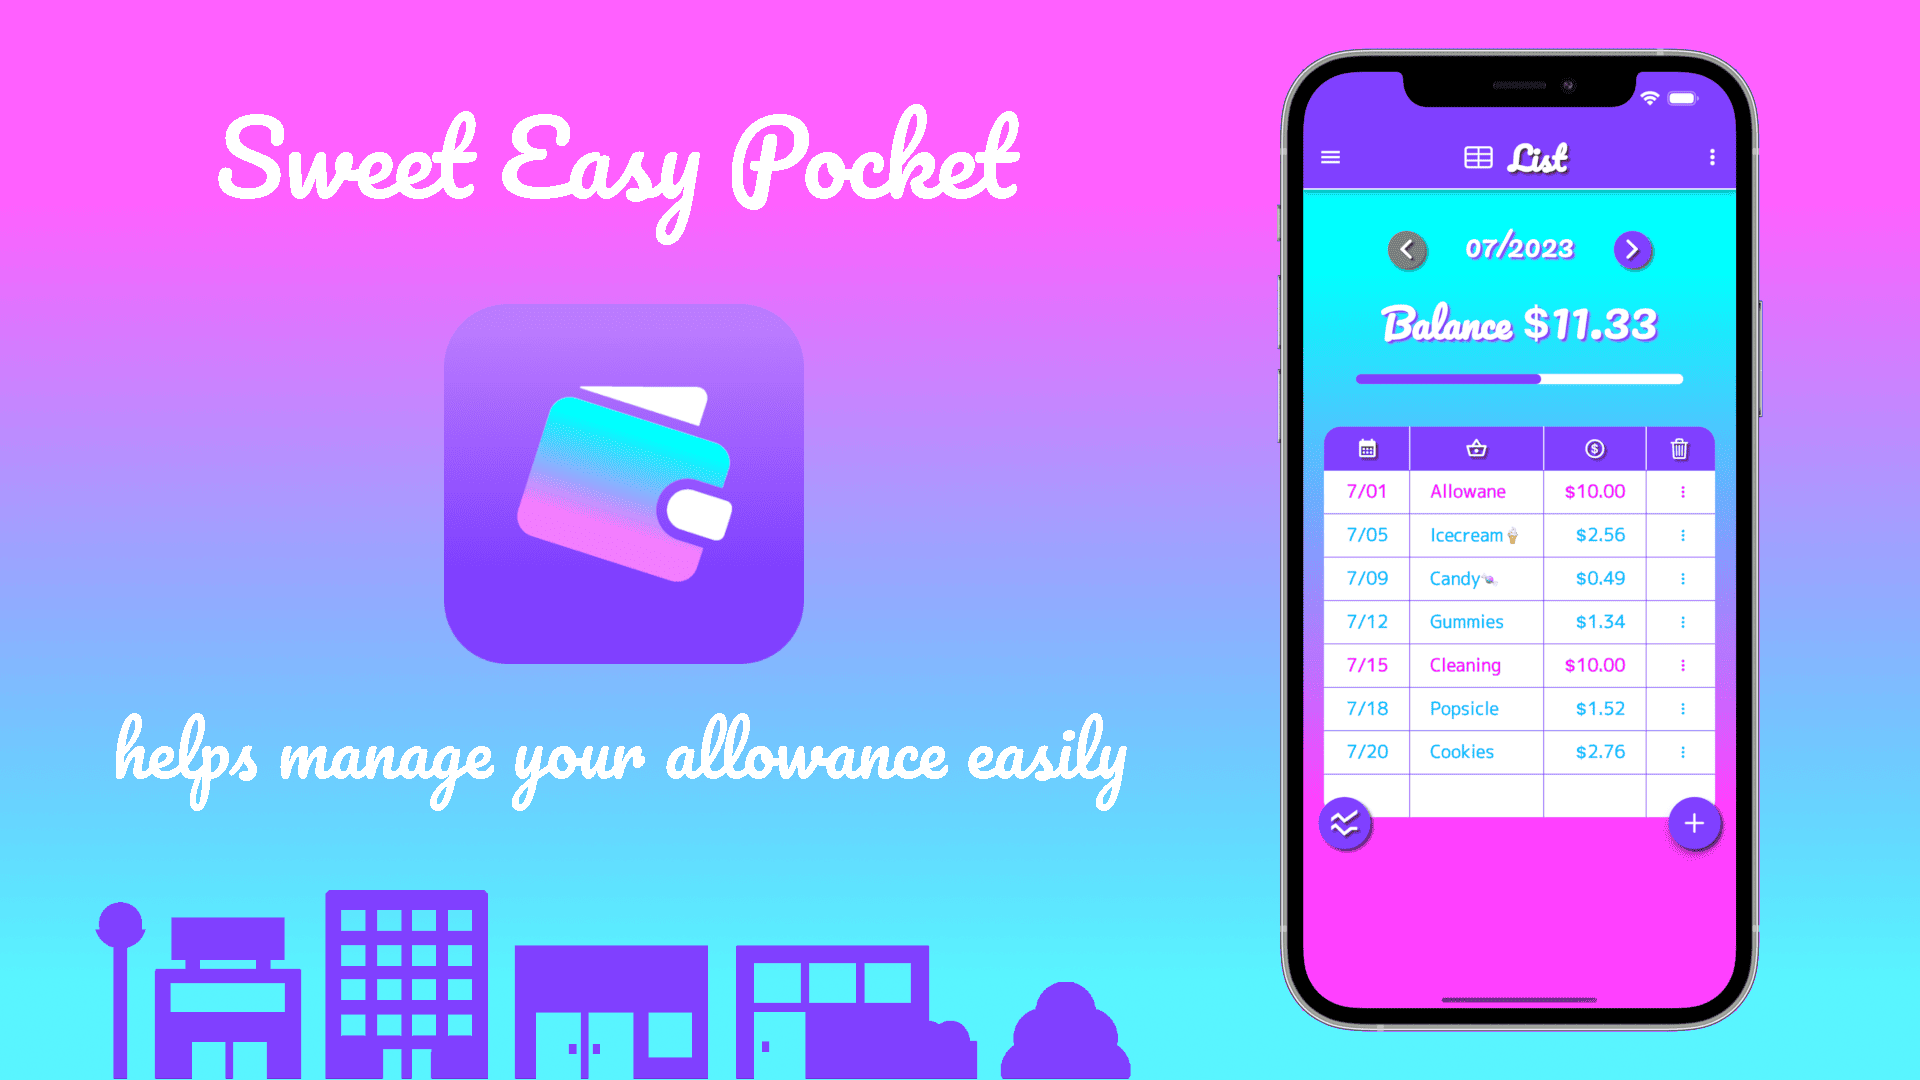 Sweet Easy Pocket
helps manage your allowance easily
List
07/2023
Balance $11.33
7/01 Allowane $10.00
7/05 Icecream🍦 $2.56
7/09 Candy🍬 $0.49
7/12 Gummies $1.34
7/15 Cleaning $10.00
7/18 Popsicle $1.52
7/20 Cookies $2.76